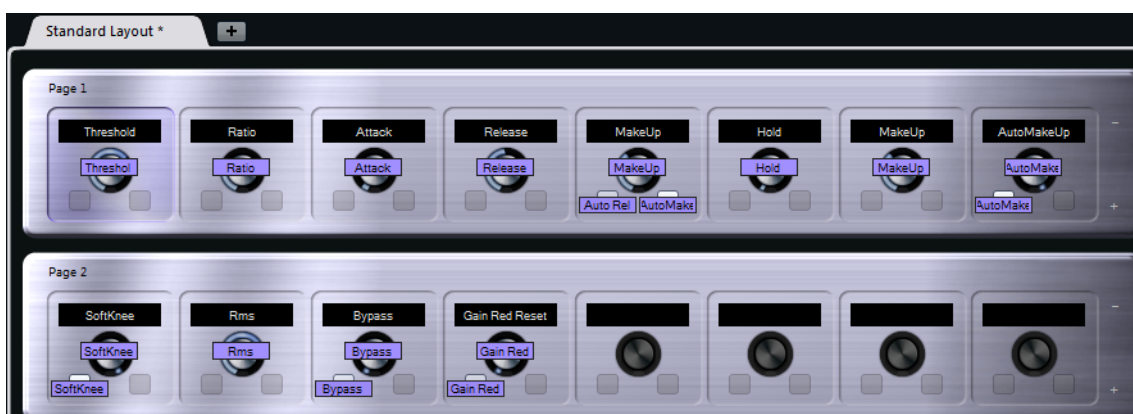 Standard Layout *
+
Page 1
Threshold Ratio Attack Release MakeUp Hold MakeUp AutoMakeUp
−
Threshol Ratio Attack Release MakeUp Hold MakeUp AutoMake
Auto Rel AutoMake AutoMake
+
Page 2
SoftKnee Rms Bypass Gain Red Reset
−
SoftKnee Rms Bypass Gain Red
SoftKnee Bypass Gain Red
+